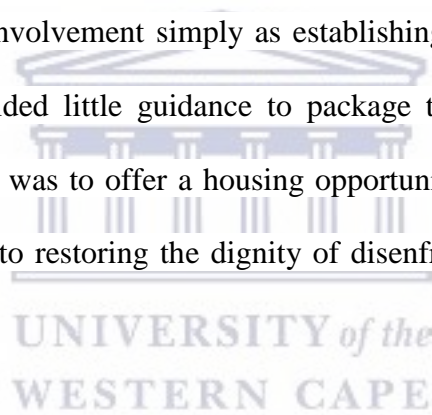 nvolvement simply as establishing
ded little guidance to package t
was to offer a housing opportuni
to restoring the dignity of disenfr
UNIVERSITY of the
WESTERN CAPE